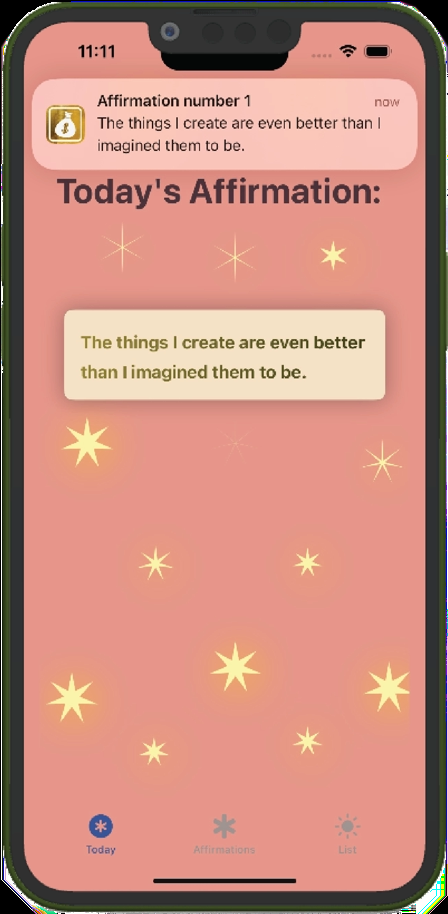 11:11
Affirmation number 1 now
The things I create are even better than I
imagined them to be.
Today's Affirmation:
The things I create are even better
than I imagined them to be.
Today Affirmations List